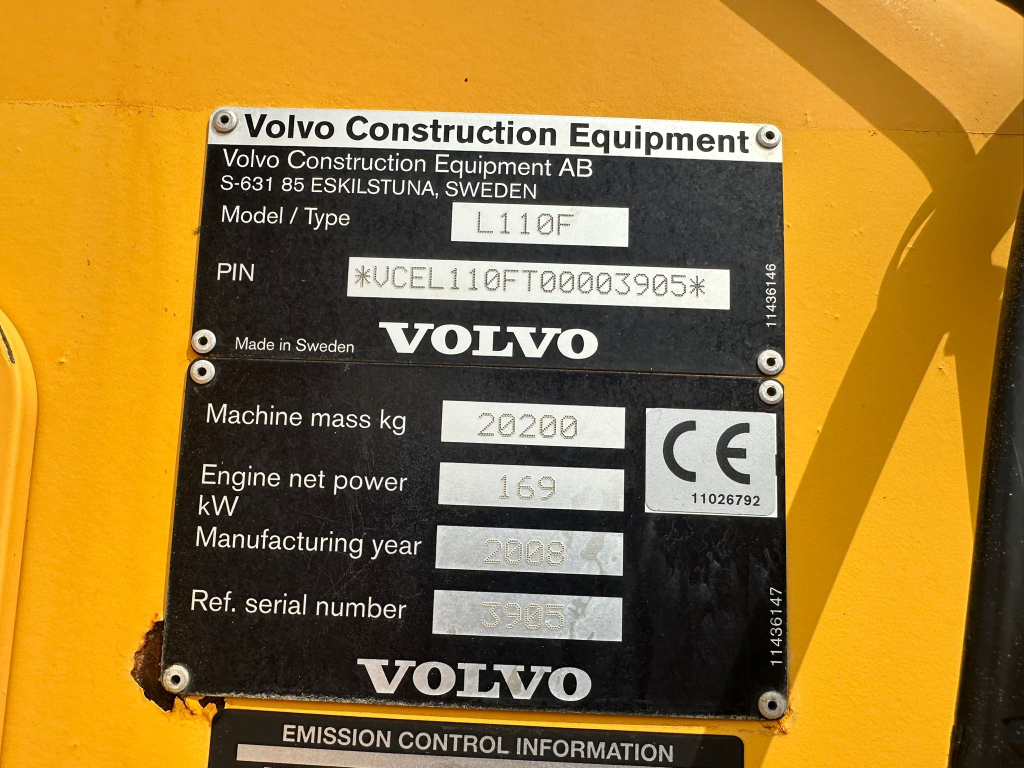 Volvo Construction Equipment
Volvo Construction Equipment AB
S-631 85 ESKILSTUNA, SWEDEN
Model / Type L110F
PIN *VCEL110FT00003905*
11436146
Made in Sweden VOLVO
Machine mass kg 20200
CE
11026792
Engine net power 169
kW
Manufacturing year 2008
Ref. serial number 3905
11436147
VOLVO
EMISSION CONTROL INFORMATION